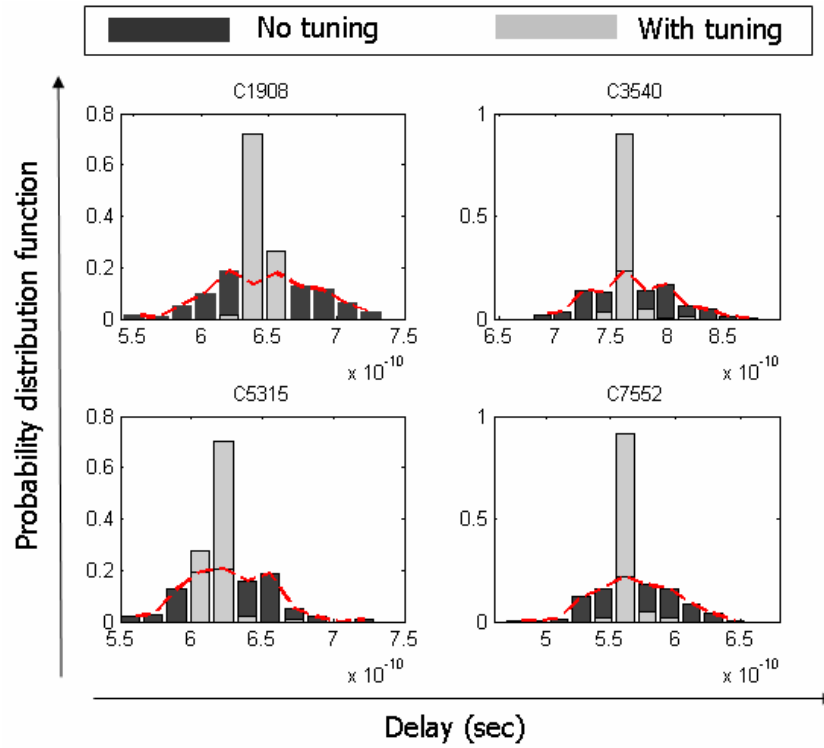 No tuning With tuning
Probability distribution function
C1908
0.8
0.6
0.4
0.2
0
5.5 6 6.5 7 7.5
x 10^-10
C3540
1
0.5
0
6.5 7 7.5 8 8.5
x 10^-10
C5315
0.8
0.6
0.4
0.2
0
5.5 6 6.5 7 7.5
x 10^-10
C7552
1
0.5
0
5 5.5 6 6.5
x 10^-10
Delay (sec)